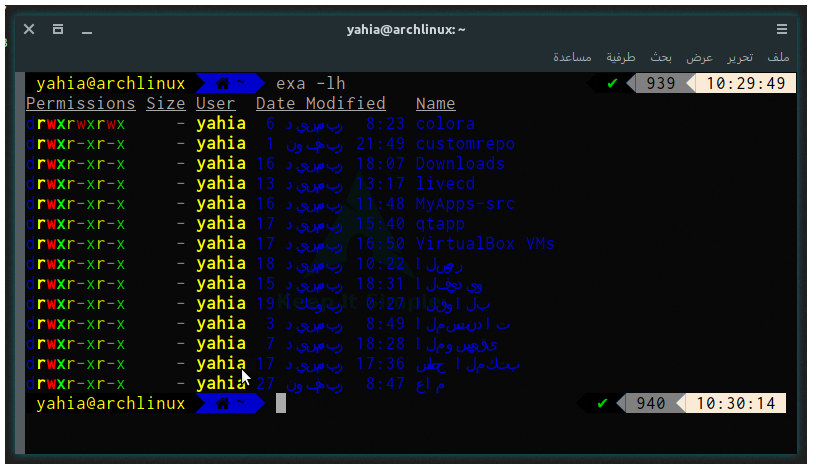 yahia@archlinux:~
ملف تحرير عرض بحث طرفية مساعدة
yahia@archlinux ~ exa -lh ✔ 939 10:29:49
Permissions Size User Date Modified Name
drwxrwxrwx - yahia 6 ديسمبر 8:23 colora
drwxr-xr-x - yahia 1 نوفمبر 21:49 customrepo
drwxr-xr-x - yahia 16 ديسمبر 18:07 Downloads
drwxr-xr-x - yahia 13 ديسمبر 13:17 livecd
drwxr-xr-x - yahia 16 ديسمبر 11:48 MyApps-src
drwxr-xr-x - yahia 17 ديسمبر 15:40 qtapp
drwxr-xr-x - yahia 17 ديسمبر 16:50 VirtualBox VMs
drwxr-xr-x - yahia 18 ديسمبر 10:22 الصور
drwxr-xr-x - yahia 15 ديسمبر 18:31 الفيديو
drwxr-xr-x - yahia 19 أكتوبر 0:27 القوالب
drwxr-xr-x - yahia 3 ديسمبر 8:49 المستندات
drwxr-xr-x - yahia 7 ديسمبر 18:28 الموسيقى
drwxr-xr-x - yahia 17 ديسمبر 17:36 سطح المكتب
drwxr-xr-x - yahia 27 نوفمبر 8:47 عام
yahia@archlinux ~ ✔ 940 10:30:14